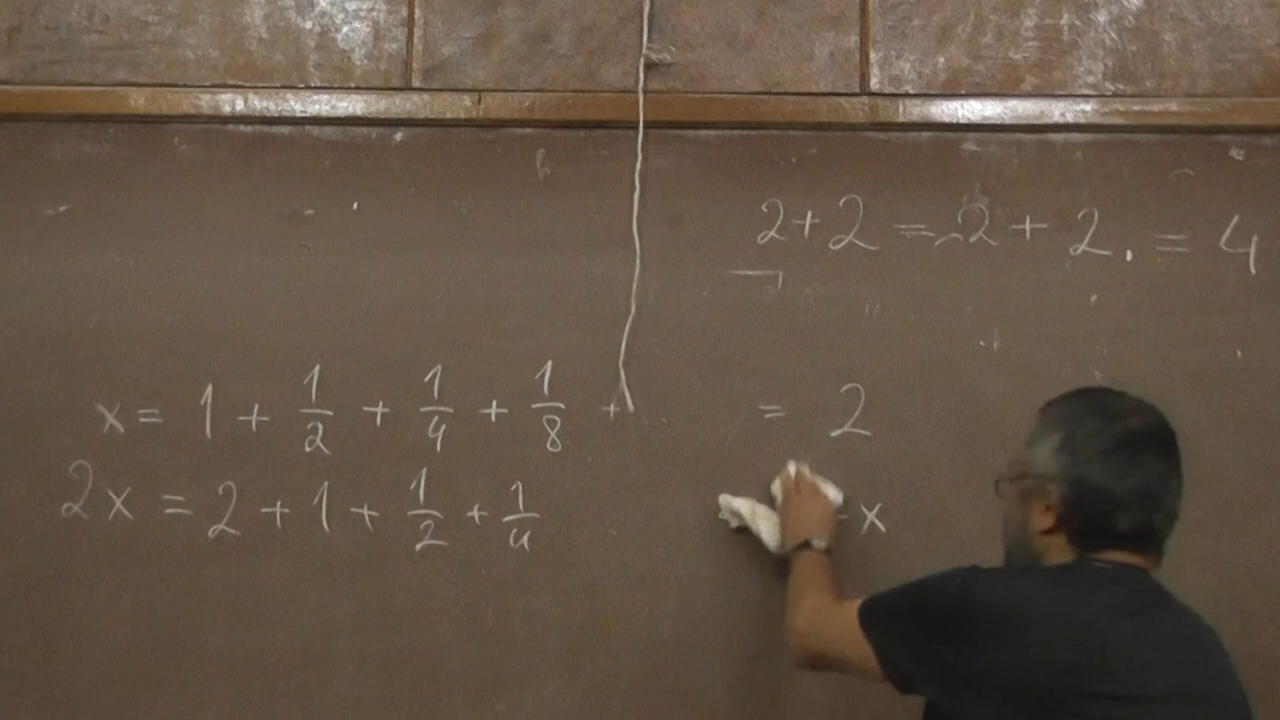 2+2 = 2 + 2. = 4
x = 1 + 1/2 + 1/4 + 1/8 + = 2
2x = 2 + 1 + 1/2 + 1/4 x